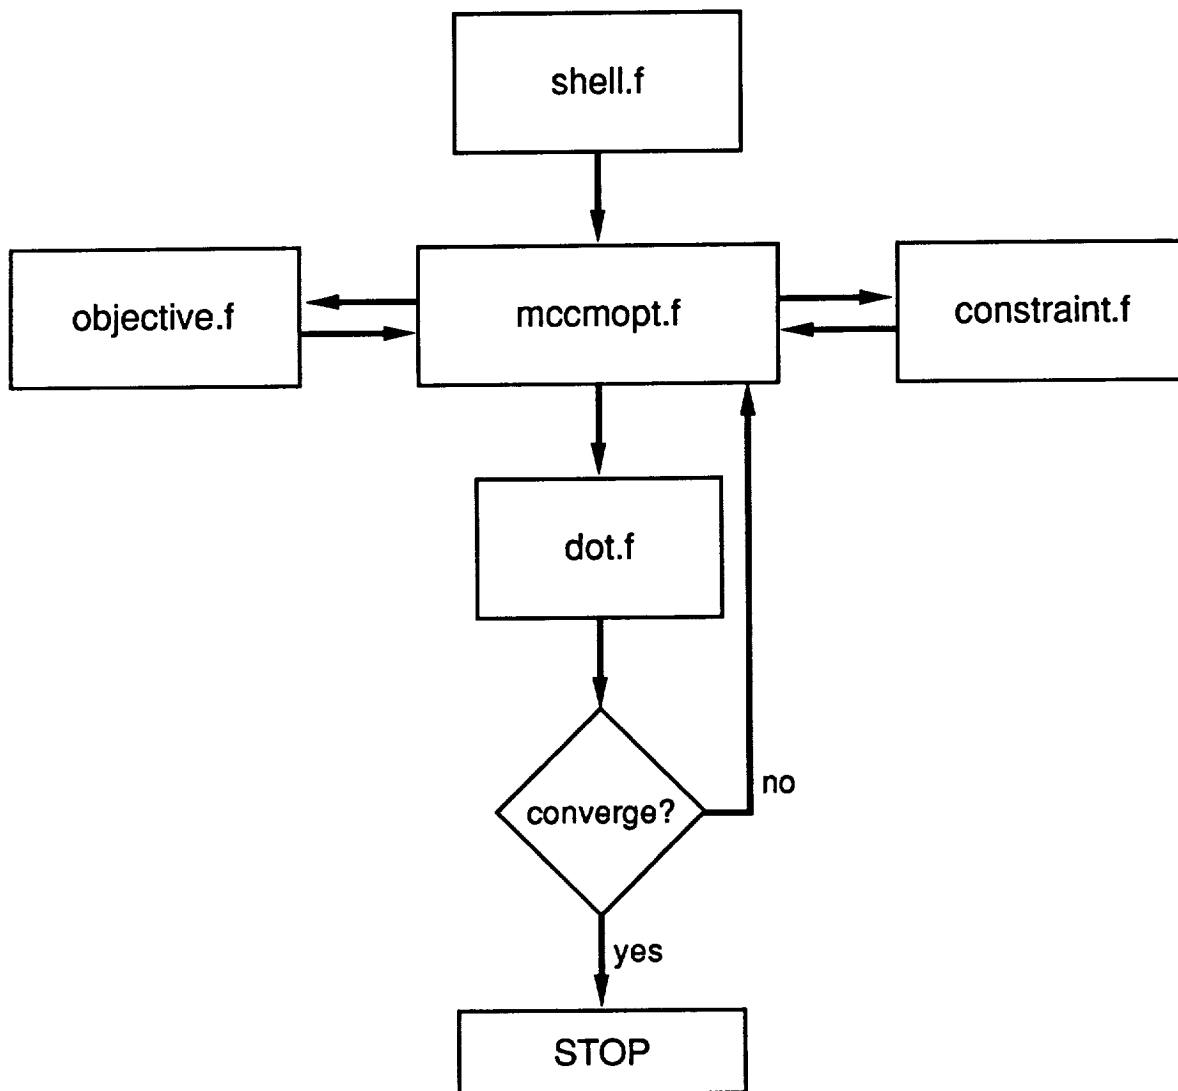 shell.f
objective.f
mccmopt.f
constraint.f
dot.f
converge?
no
yes
STOP